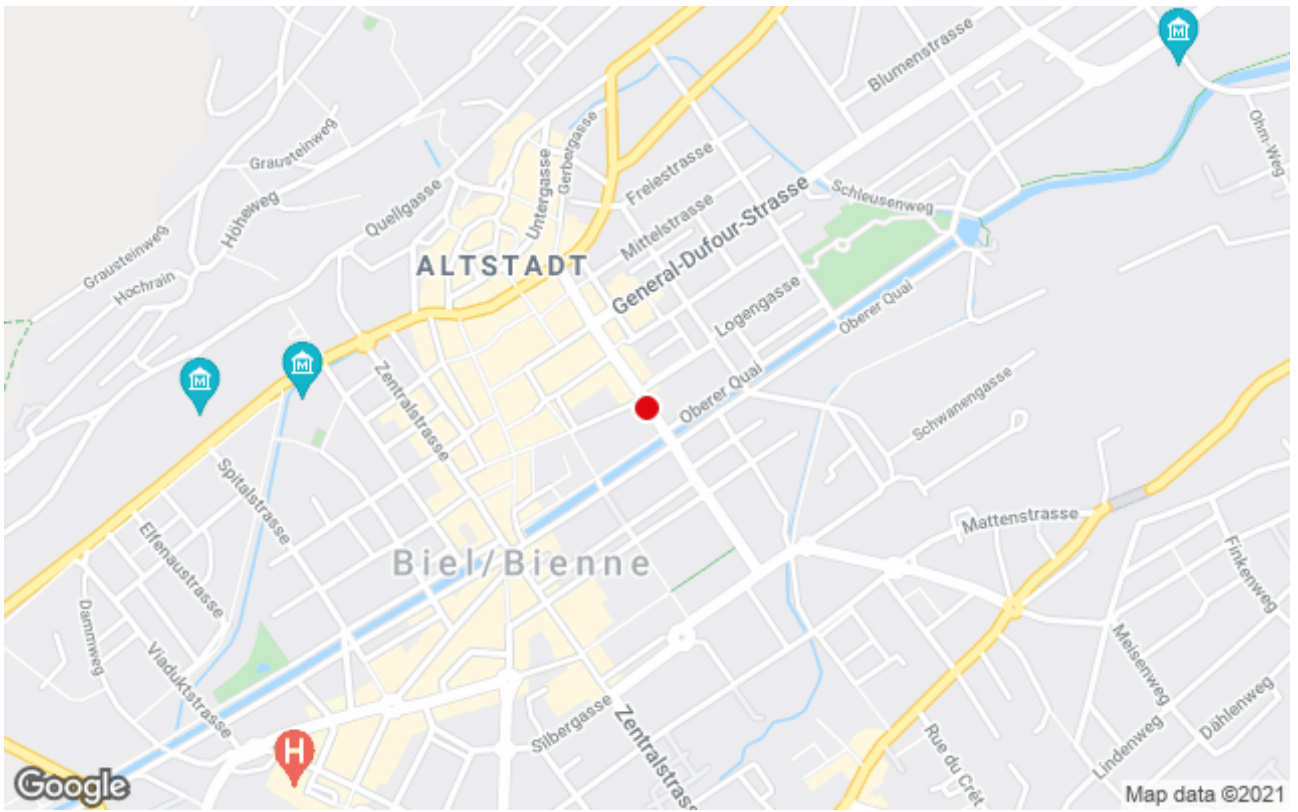 Blumenstrasse
Ohm-Weg
Grausteinweg
Gerbergasse
Untergasse
Freiestrasse
Höheweg
Quellgasse
Mittelstrasse
General-Dufour-Strasse
Schleusenweg
Grausteinweg
Hochrain
ALTSTADT
Logengasse
Oberer Quai
Zentralstrasse
Oberer Quai
Schwanengasse
Spitalstrasse
Elfenaustrasse
Mattenstrasse
Biel/Bienne
Finkenweg
Dammweg
Viaduktstrasse
Meisenweg
Silbergasse
Zentralstrass
Rue du Crêt
Lindenweg
Dählenweg
H
M
M
M
Google
Map data ©2021